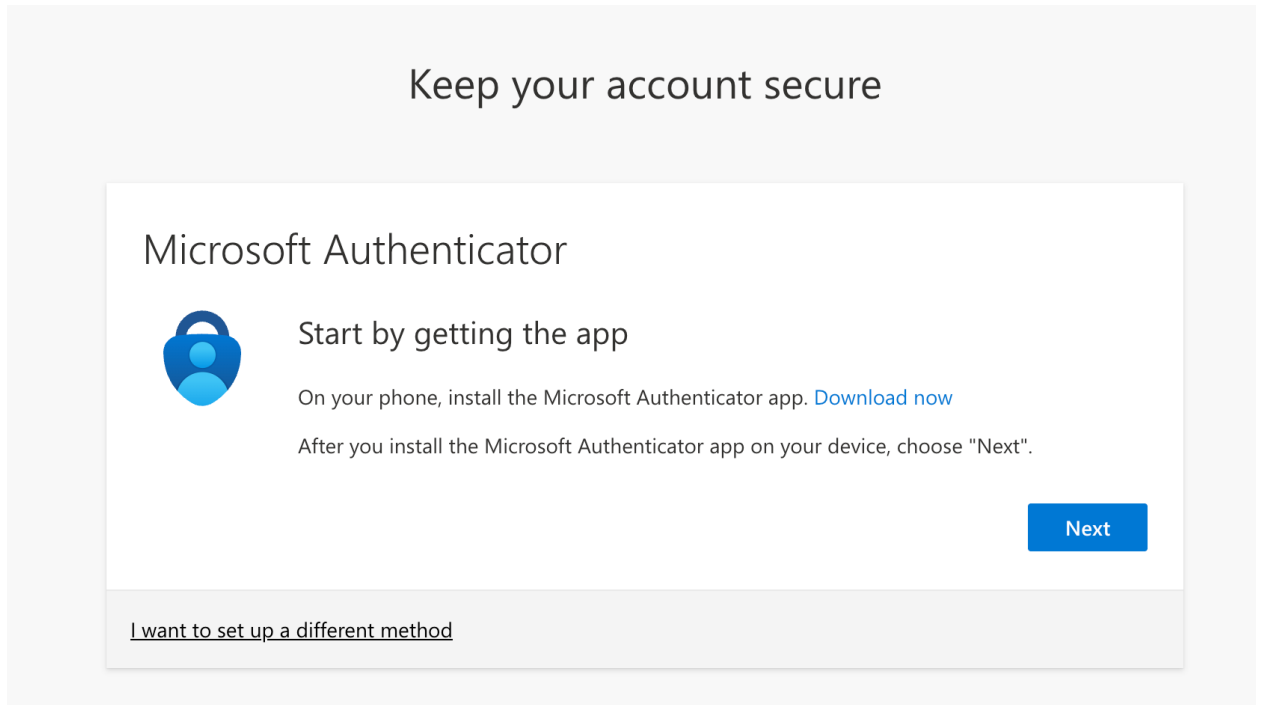 Keep your account secure
Microsoft Authenticator
Start by getting the app
On your phone, install the Microsoft Authenticator app. Download now
After you install the Microsoft Authenticator app on your device, choose "Next".
Next
I want to set up a different method